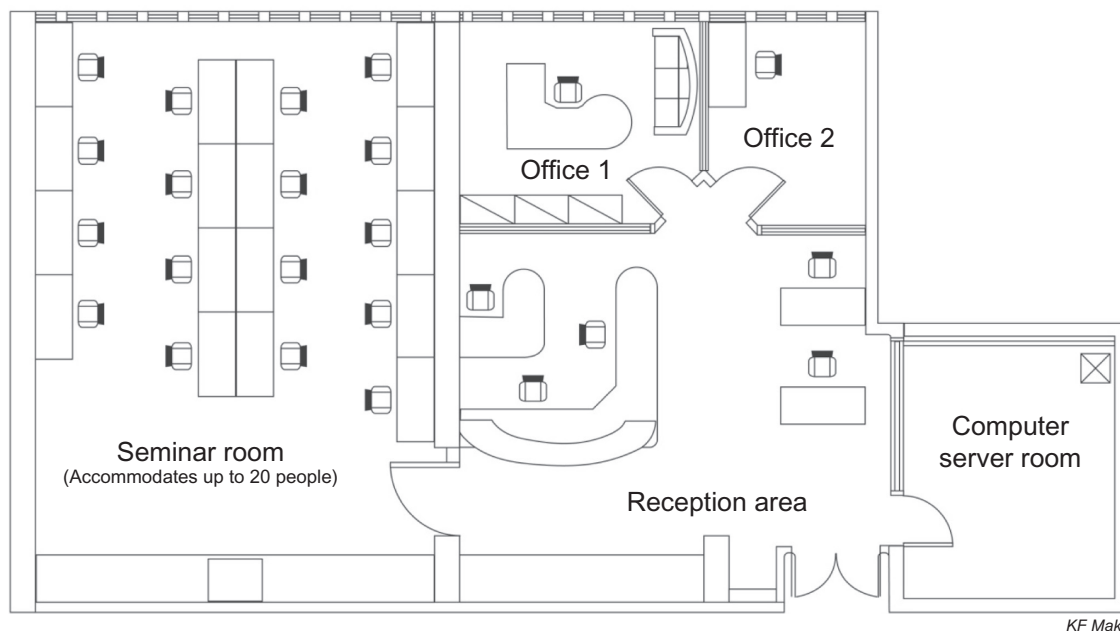 Office 1
Office 2
Seminar room
(Accommodates up to 20 people)
Reception area
Computer
server room
KF Mak